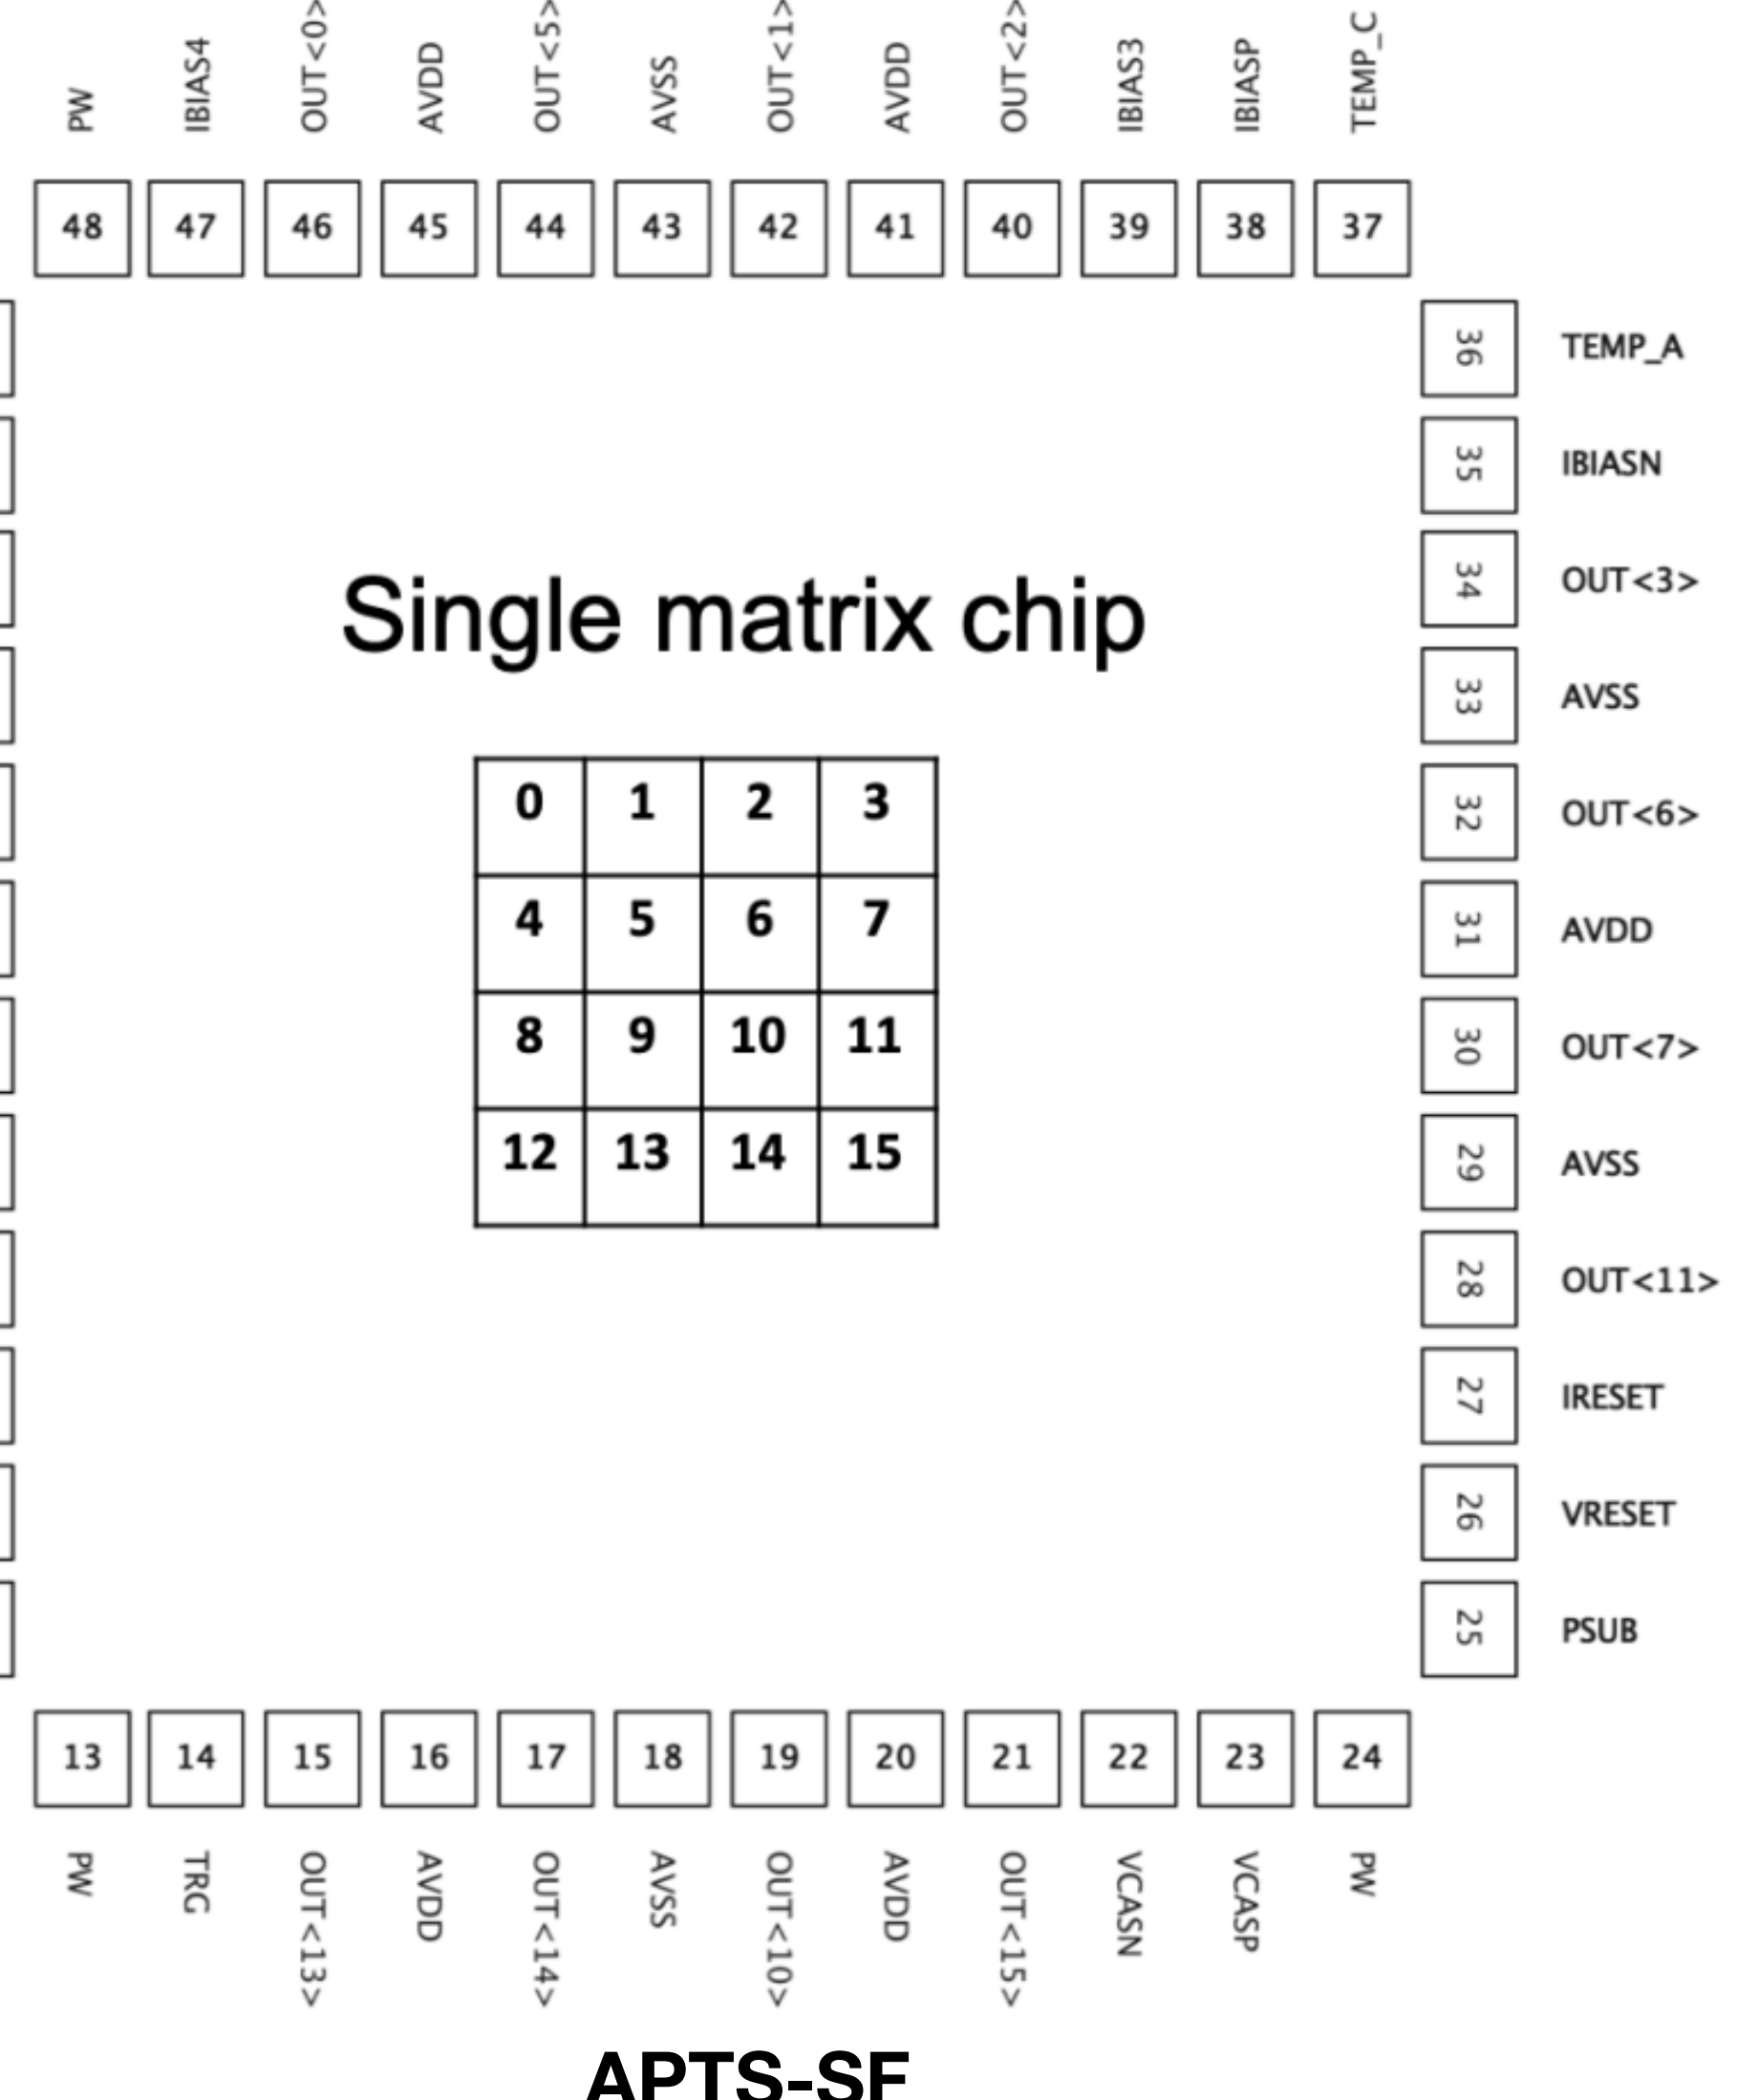 PW IBIAS4 OUT<0> AVDD OUT<5> AVSS OUT<1> AVDD OUT<2> IBIAS3 IBIASP TEMP_C
48 47 46 45 44 43 42 41 40 39 38 37
36 TEMP_A
35 IBIASN
34 OUT<3>
Single matrix chip
33 AVSS
0 1 2 3
32 OUT<6>
4 5 6 7
31 AVDD
8 9 10 11
30 OUT<7>
12 13 14 15
29 AVSS
28 OUT<11>
27 IRESET
26 VRESET
25 PSUB
13 14 15 16 17 18 19 20 21 22 23 24
PW TRG OUT<13> AVDD OUT<14> AVSS OUT<10> AVDD OUT<15> VCASN VCASP PW
APTS-SF